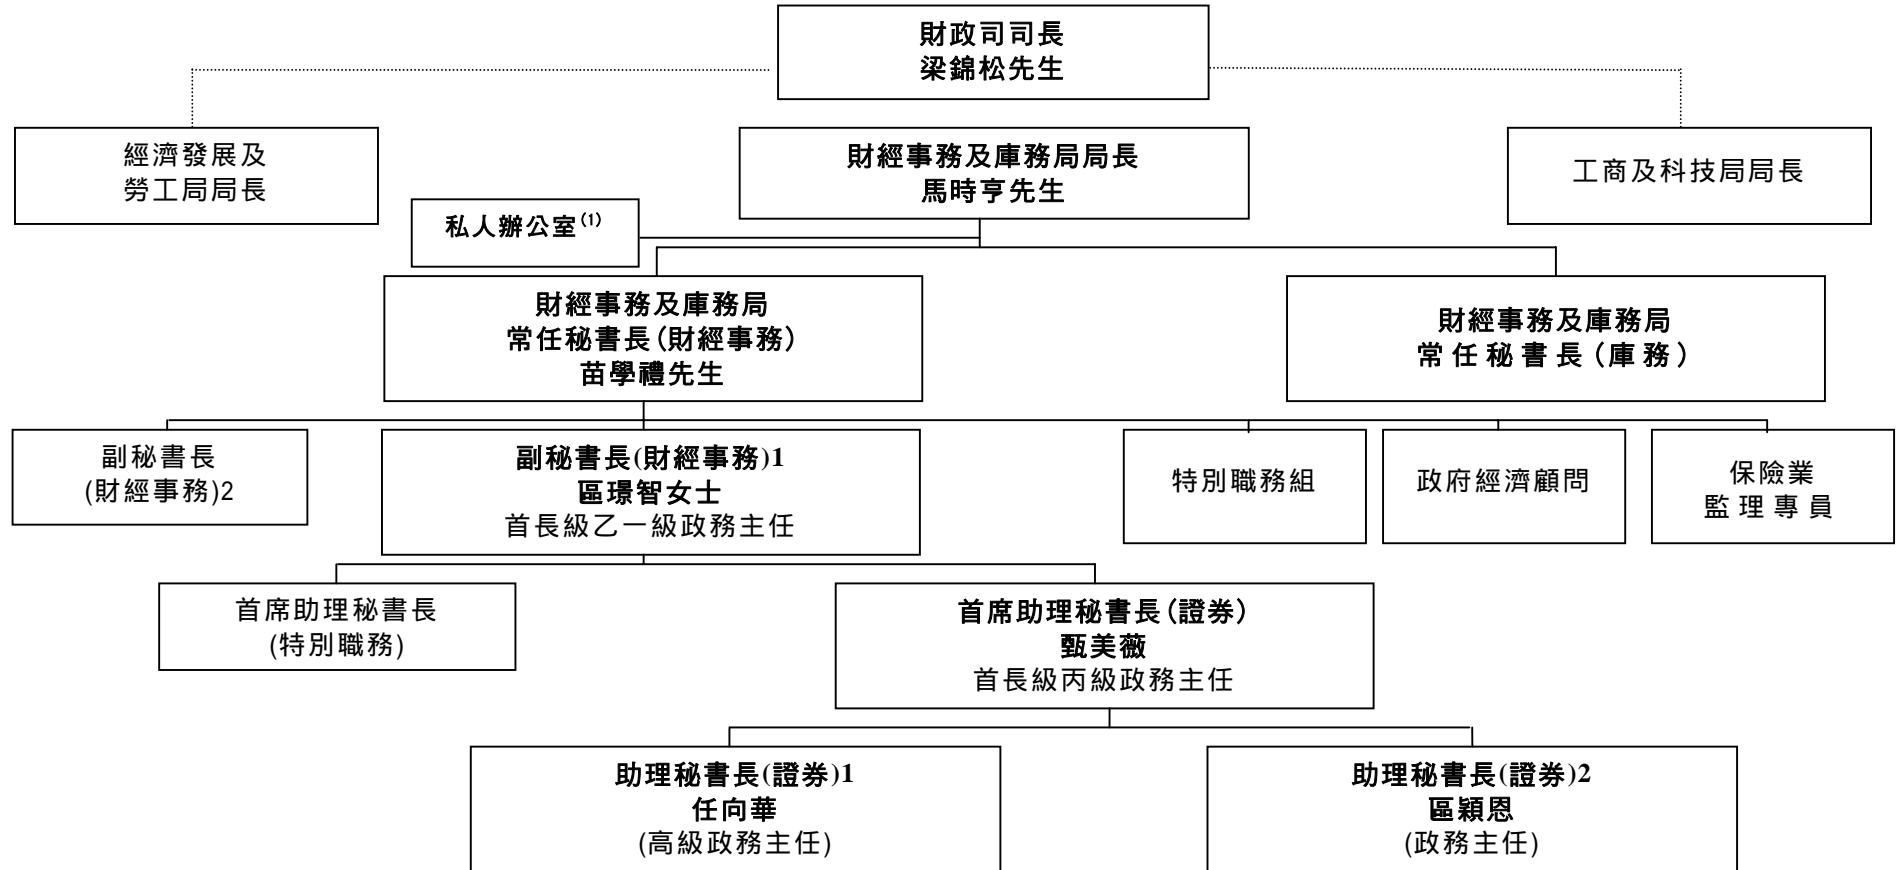 財政司司長
梁錦松先生
經濟發展及
勞工局局長
財經事務及庫務局局長
馬時亨先生
工商及科技局局長
私人辦公室(1)
財經事務及庫務局
常任秘書長(財經事務)
苗學禮先生
財經事務及庫務局
常任秘書長(庫務)
副秘書長
(財經事務)2
副秘書長(財經事務)1
區璟智女士
首長級乙一級政務主任
特別職務組
政府經濟顧問
保險業
監理專員
首席助理秘書長
(特別職務)
首席助理秘書長(證券)
甄美薇
首長級丙級政務主任
助理秘書長(證券)1
任向華
(高級政務主任)
助理秘書長(證券)2
區穎恩
(政務主任)